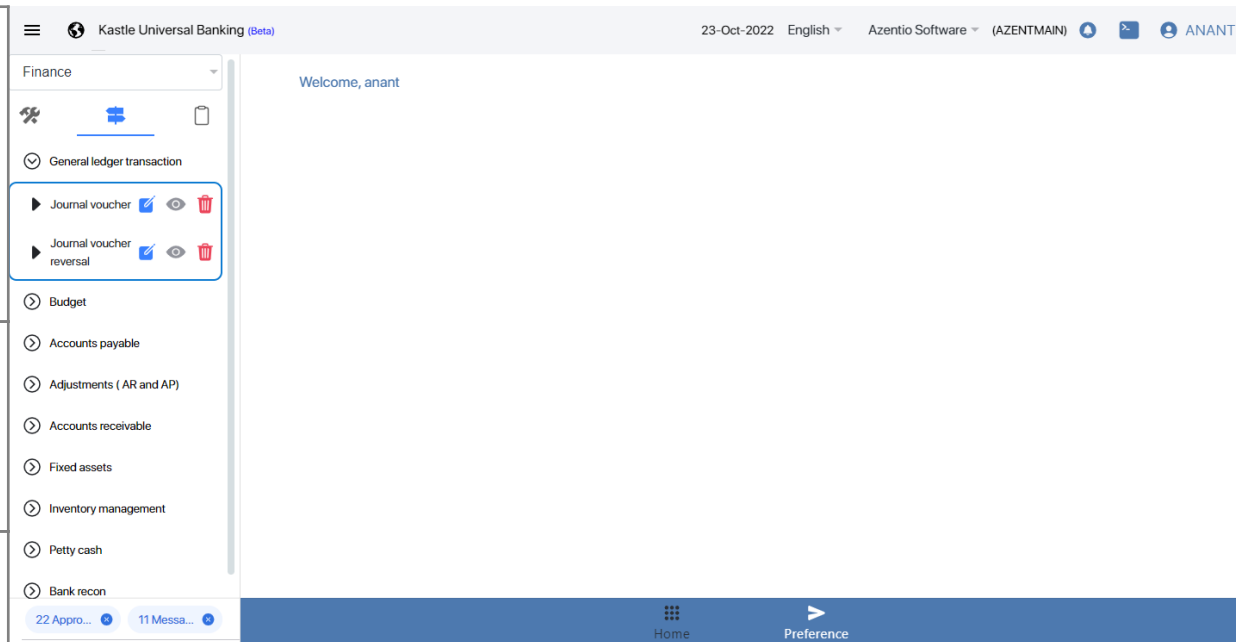 Kastle Universal Banking (Beta)
23-Oct-2022 English Azentio Software (AZENTMAIN) ANANT
Finance
Welcome, anant
General ledger transaction
Journal voucher
Journal voucher
reversal
Budget
Accounts payable
Adjustments ( AR and AP)
Accounts receivable
Fixed assets
Inventory management
Petty cash
Bank recon
22 Appro... 11 Messa...
Home Preference